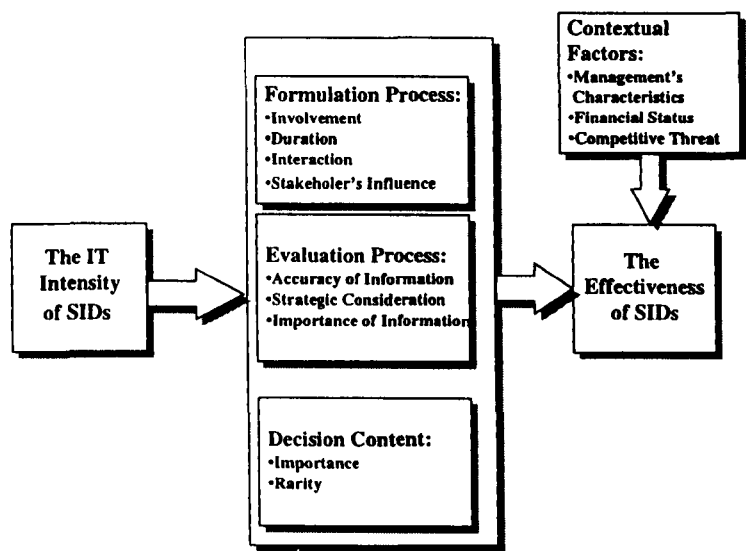 Contextual
Factors:
•Management's
Characteristics
•Financial Status
•Competitive Threat
Formulation Process:
•Involvement
•Duration
•Interaction
•Stakeholer's Influence
The IT
Intensity
of SIDs
Evaluation Process:
•Accuracy of Information
•Strategic Consideration
•Importance of Information
The
Effectiveness
of SIDs
Decision Content:
•Importance
•Rarity